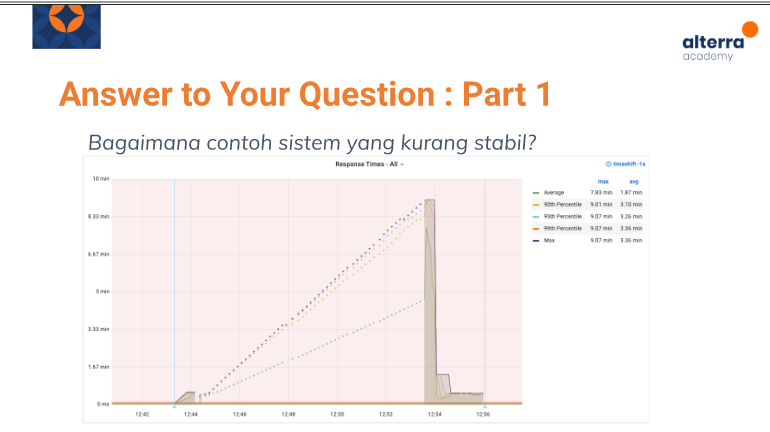 alterra
academy
Answer to Your Question : Part 1
Bagaimana contoh sistem yang kurang stabil?
Response Times - All
timeshift -1s
max avg
Average 7.83 min 1.87 min
90th Percentile 9.01 min 3.10 min
95th Percentile 9.07 min 3.26 min
99th Percentile 9.07 min 3.36 min
Max 9.07 min 3.36 min
10 min
8.33 min
6.67 min
5 min
3.33 min
1.67 min
0 ms
12:42 12:44 12:46 12:48 12:50 12:52 12:54 12:56